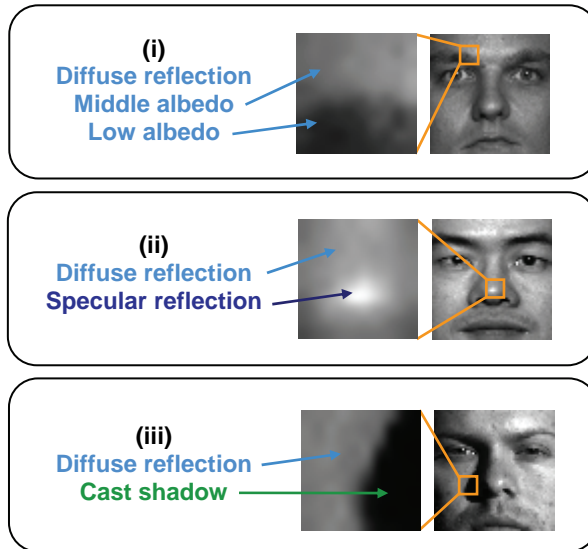 (i)
Diffuse reflection
Middle albedo
Low albedo
(ii)
Diffuse reflection
Specular reflection
(iii)
Diffuse reflection
Cast shadow